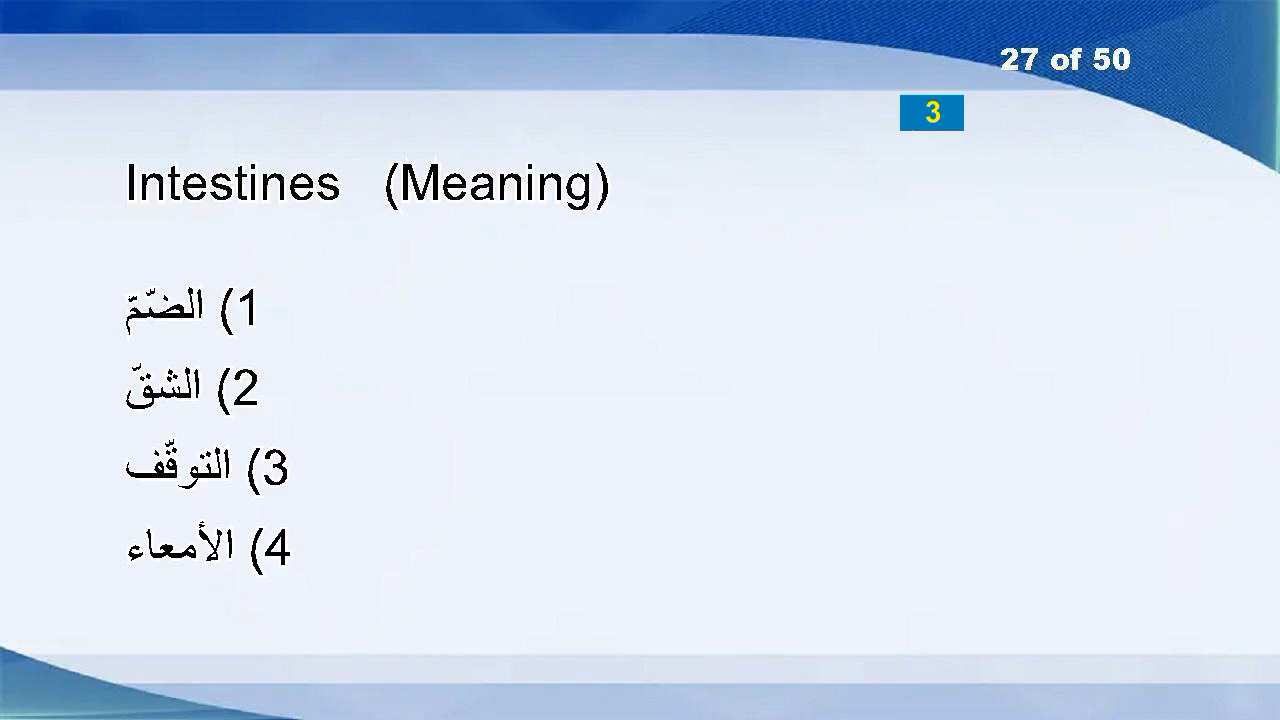 27 of 50
3
Intestines (Meaning)
1) الضّمّ
2) الشقّ
3) التوقّف
4) الأمعاء